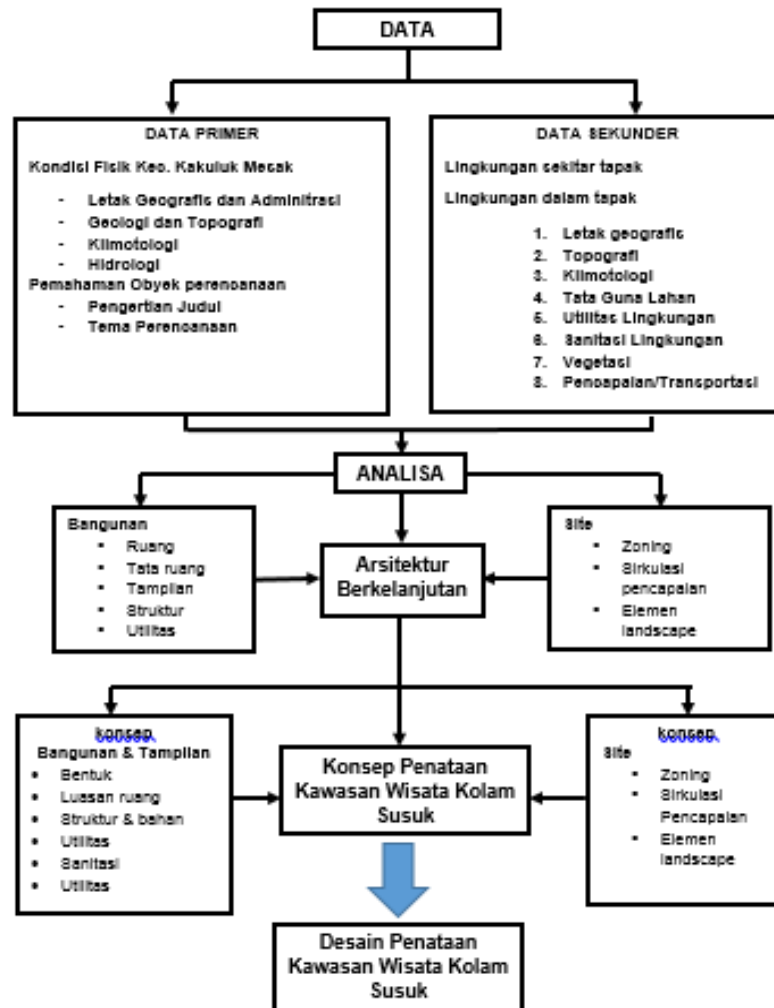 DATA
DATA PRIMER
Kondisi Fisik Kec. Kakuluk Mesak
- Letak Geografis dan Adminitrasi
- Geologi dan Topografi
- Klimotologi
- Hidrologi
Pemahaman Obyek perencanaan
- Pengertian Judul
- Tema Perencanaan
DATA SEKUNDER
Lingkungan sekitar tapak
Lingkungan dalam tapak
1. Letak geografis
2. Topografi
3. Klimotologi
4. Tata Guna Lahan
5. Utilitas Lingkungan
6. Sanitasi Lingkungan
7. Vegetasi
8. Pencapaian/Transportasi
ANALISA
Bangunan
▪ Ruang
▪ Tata ruang
▪ Tampilan
▪ Struktur
▪ Utilitas
Arsitektur
Berkelanjutan
Site
▪ Zoning
▪ Sirkulasi
pencapaian
▪ Elemen
landscape
konsep
Bangunan & Tampilan
• Bentuk
• Luasan ruang
• Struktur & bahan
• Utilitas
• Sanitasi
• Utilitas
Konsep Penataan
Kawasan Wisata Kolam
Susuk
konsep
Site
▪ Zoning
▪ Sirkulasi
Pencapaian
▪ Elemen
landscape
Desain Penataan
Kawasan Wisata Kolam
Susuk